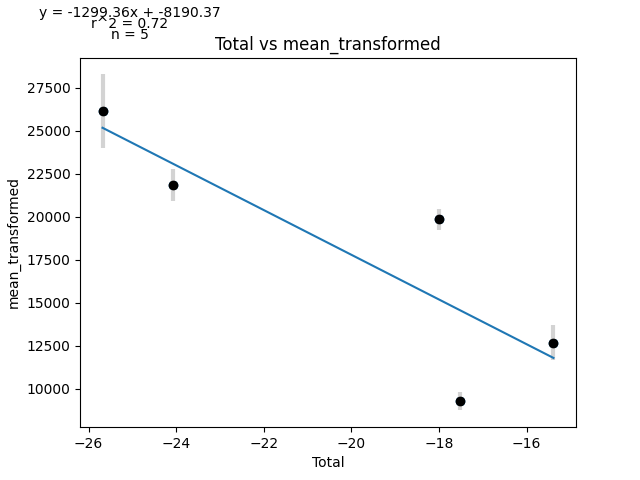 y = -1299.36x + -8190.37
r^2 = 0.72
n = 5
Total vs mean_transformed
27500
25000
22500
20000
17500
15000
12500
10000
mean_transformed
−26
−24
−22
−20
−18
−16
Total